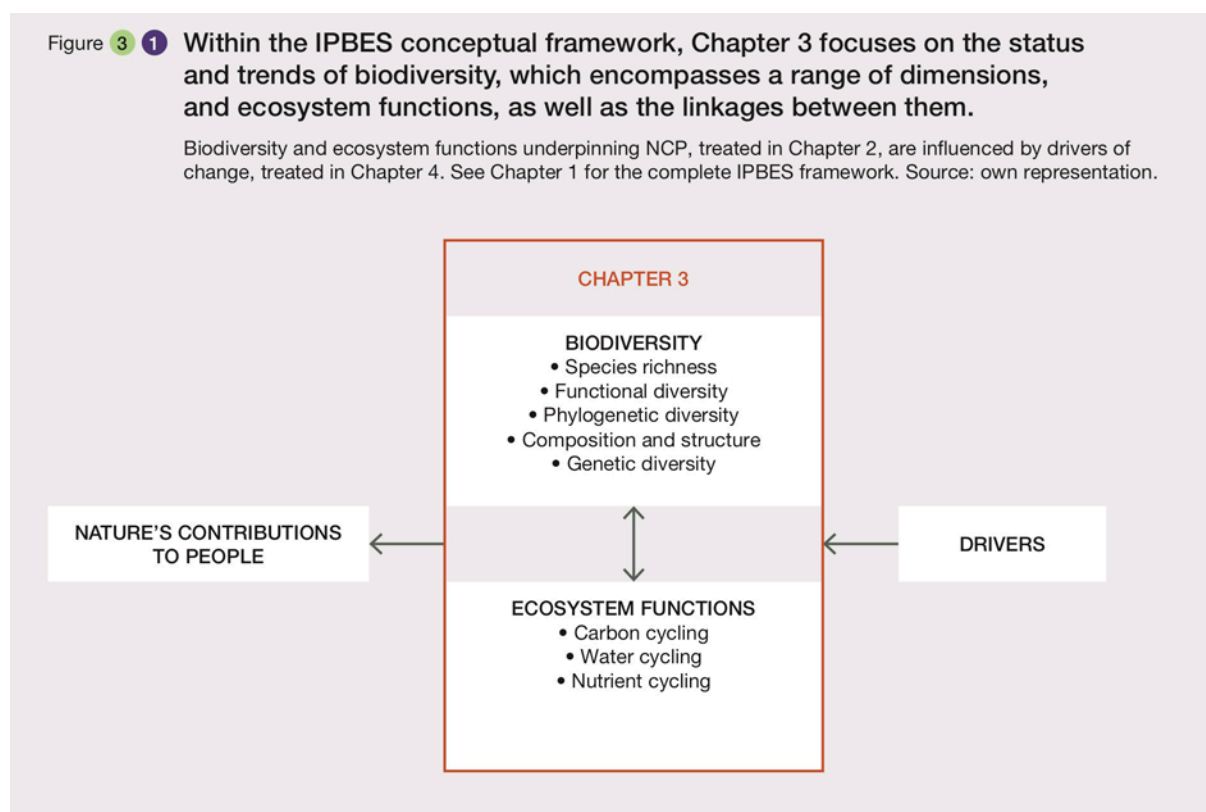 Figure 3 1 Within the IPBES conceptual framework, Chapter 3 focuses on the status
and trends of biodiversity, which encompasses a range of dimensions,
and ecosystem functions, as well as the linkages between them.
Biodiversity and ecosystem functions underpinning NCP, treated in Chapter 2, are influenced by drivers of
change, treated in Chapter 4. See Chapter 1 for the complete IPBES framework. Source: own representation.
CHAPTER 3
BIODIVERSITY
• Species richness
• Functional diversity
• Phylogenetic diversity
• Composition and structure
• Genetic diversity
NATURE’S CONTRIBUTIONS
TO PEOPLE
DRIVERS
ECOSYSTEM FUNCTIONS
• Carbon cycling
• Water cycling
• Nutrient cycling